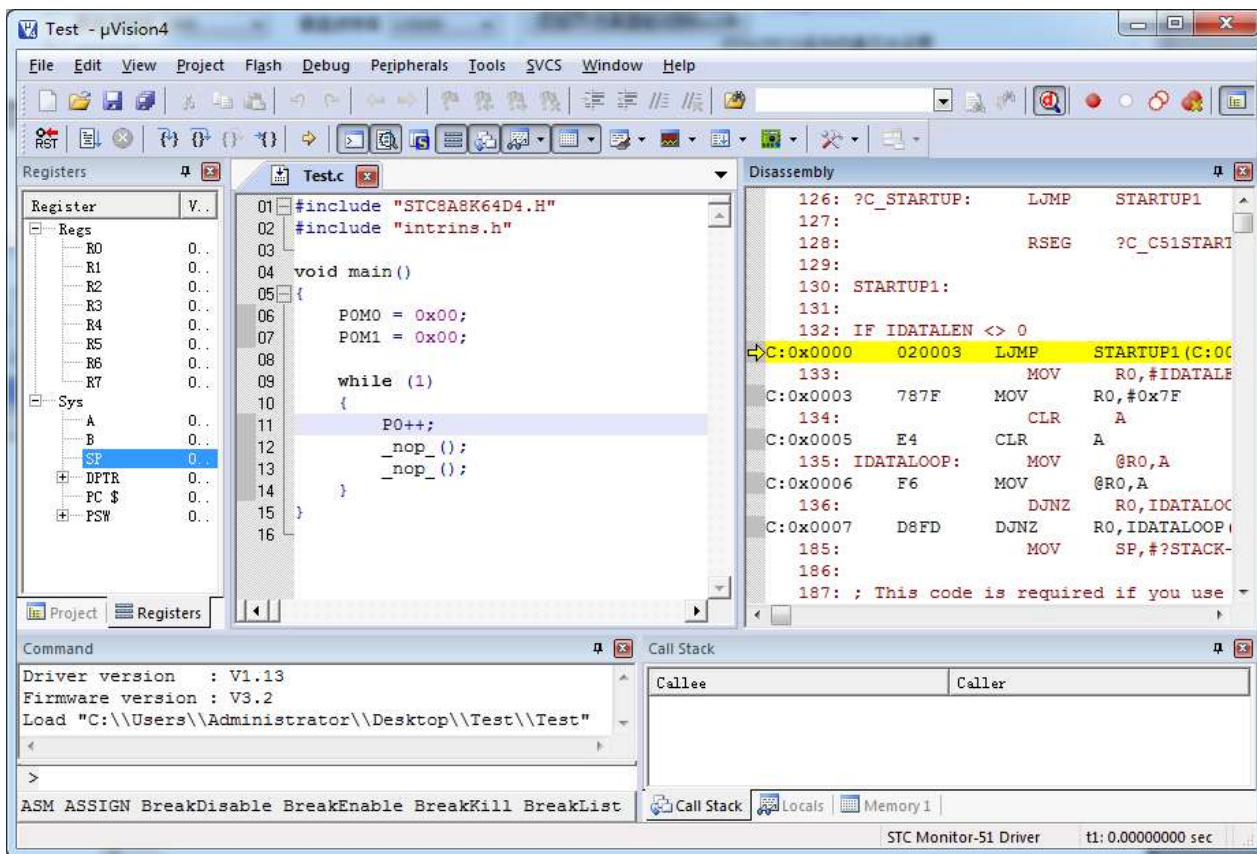 Test - µVision4
File Edit View Project Flash Debug Peripherals Tools SVCS Window Help
RST
Registers
Register V..
Regs
R0 0..
R1 0..
R2 0..
R3 0..
R4 0..
R5 0..
R6 0..
R7 0..
Sys
A 0..
B 0..
SP 0..
DPTR 0..
PC $ 0..
PSW 0..
Project Registers
Test.c
01 #include "STC8A8K64D4.H"
02 #include "intrins.h"
03
04 void main()
05 {
06 P0M0 = 0x00;
07 P0M1 = 0x00;
08
09 while (1)
10 {
11 P0++;
12 _nop_();
13 _nop_();
14 }
15 }
16
Disassembly
126: ?C_STARTUP: LJMP STARTUP1
127:
128: RSEG ?C_C51START
129:
130: STARTUP1:
131:
132: IF IDATALEN <> 0
C:0x0000 020003 LJMP STARTUP1(C:00
133: MOV R0,#IDATALE
C:0x0003 787F MOV R0,#0x7F
134: CLR A
C:0x0005 E4 CLR A
135: IDATALOOP: MOV @R0,A
C:0x0006 F6 MOV @R0,A
136: DJNZ R0,IDATALOO
C:0x0007 D8FD DJNZ R0,IDATALOOP(
185: MOV SP,#?STACK-
186:
187: ; This code is required if you use
Command
Driver version : V1.13
Firmware version : V3.2
Load "C:\\Users\\Administrator\\Desktop\\Test\\Test"
>
ASM ASSIGN BreakDisable BreakEnable BreakKill BreakList
Call Stack
Callee Caller
Call Stack Locals Memory 1
STC Monitor-51 Driver t1: 0.00000000 sec